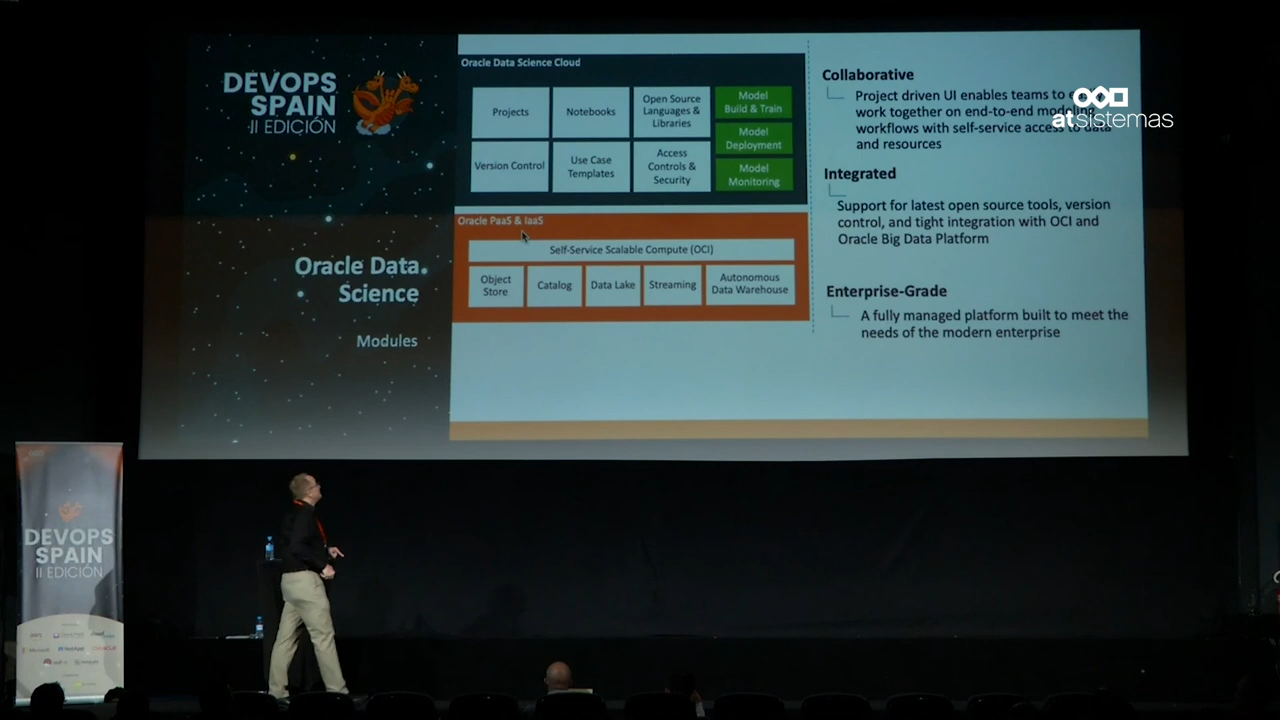 DEVOPS
SPAIN
II EDICIÓN
Oracle Data
Science
Modules
Oracle Data Science Cloud
Projects
Notebooks
Open Source
Languages &
Libraries
Model
Build & Train
Model
Deployment
Version Control
Use Case
Templates
Access
Controls &
Security
Model
Monitoring
Oracle PaaS & IaaS
Self-Service Scalable Compute (OCI)
Object
Store
Catalog
Data Lake
Streaming
Autonomous
Data Warehouse
Collaborative
Project driven UI enables teams to
work together on end-to-end modeling
workflows with self-service access to data
and resources
Integrated
Support for latest open source tools, version
control, and tight integration with OCI and
Oracle Big Data Platform
Enterprise-Grade
A fully managed platform built to meet the
needs of the modern enterprise
atsistemas
DEVOPS
SPAIN
II EDICIÓN
Microsoft
NetApp
ORACLE